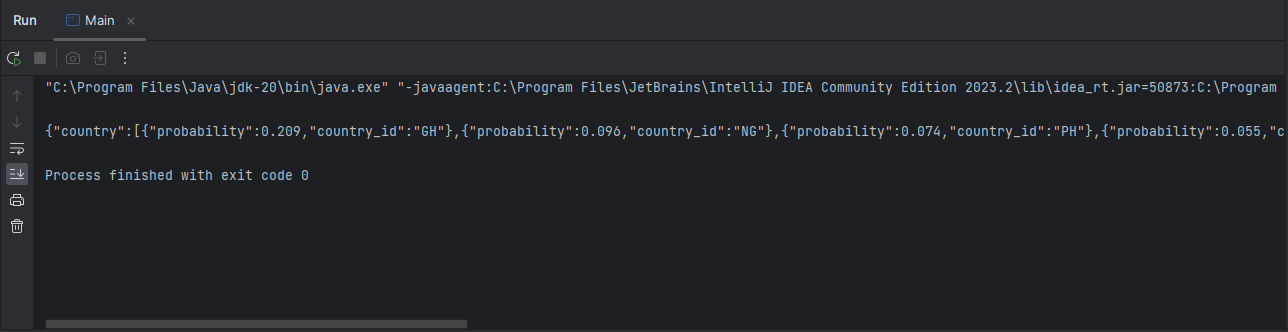 Run Main
"C:\Program Files\Java\jdk-20\bin\java.exe" "-javaagent:C:\Program Files\JetBrains\IntelliJ IDEA Community Edition 2023.2\lib\idea_rt.jar=50873:C:\Program
{"country":[{"probability":0.209,"country_id":"GH"},{"probability":0.096,"country_id":"NG"},{"probability":0.074,"country_id":"PH"},{"probability":0.055,"c
Process finished with exit code 0